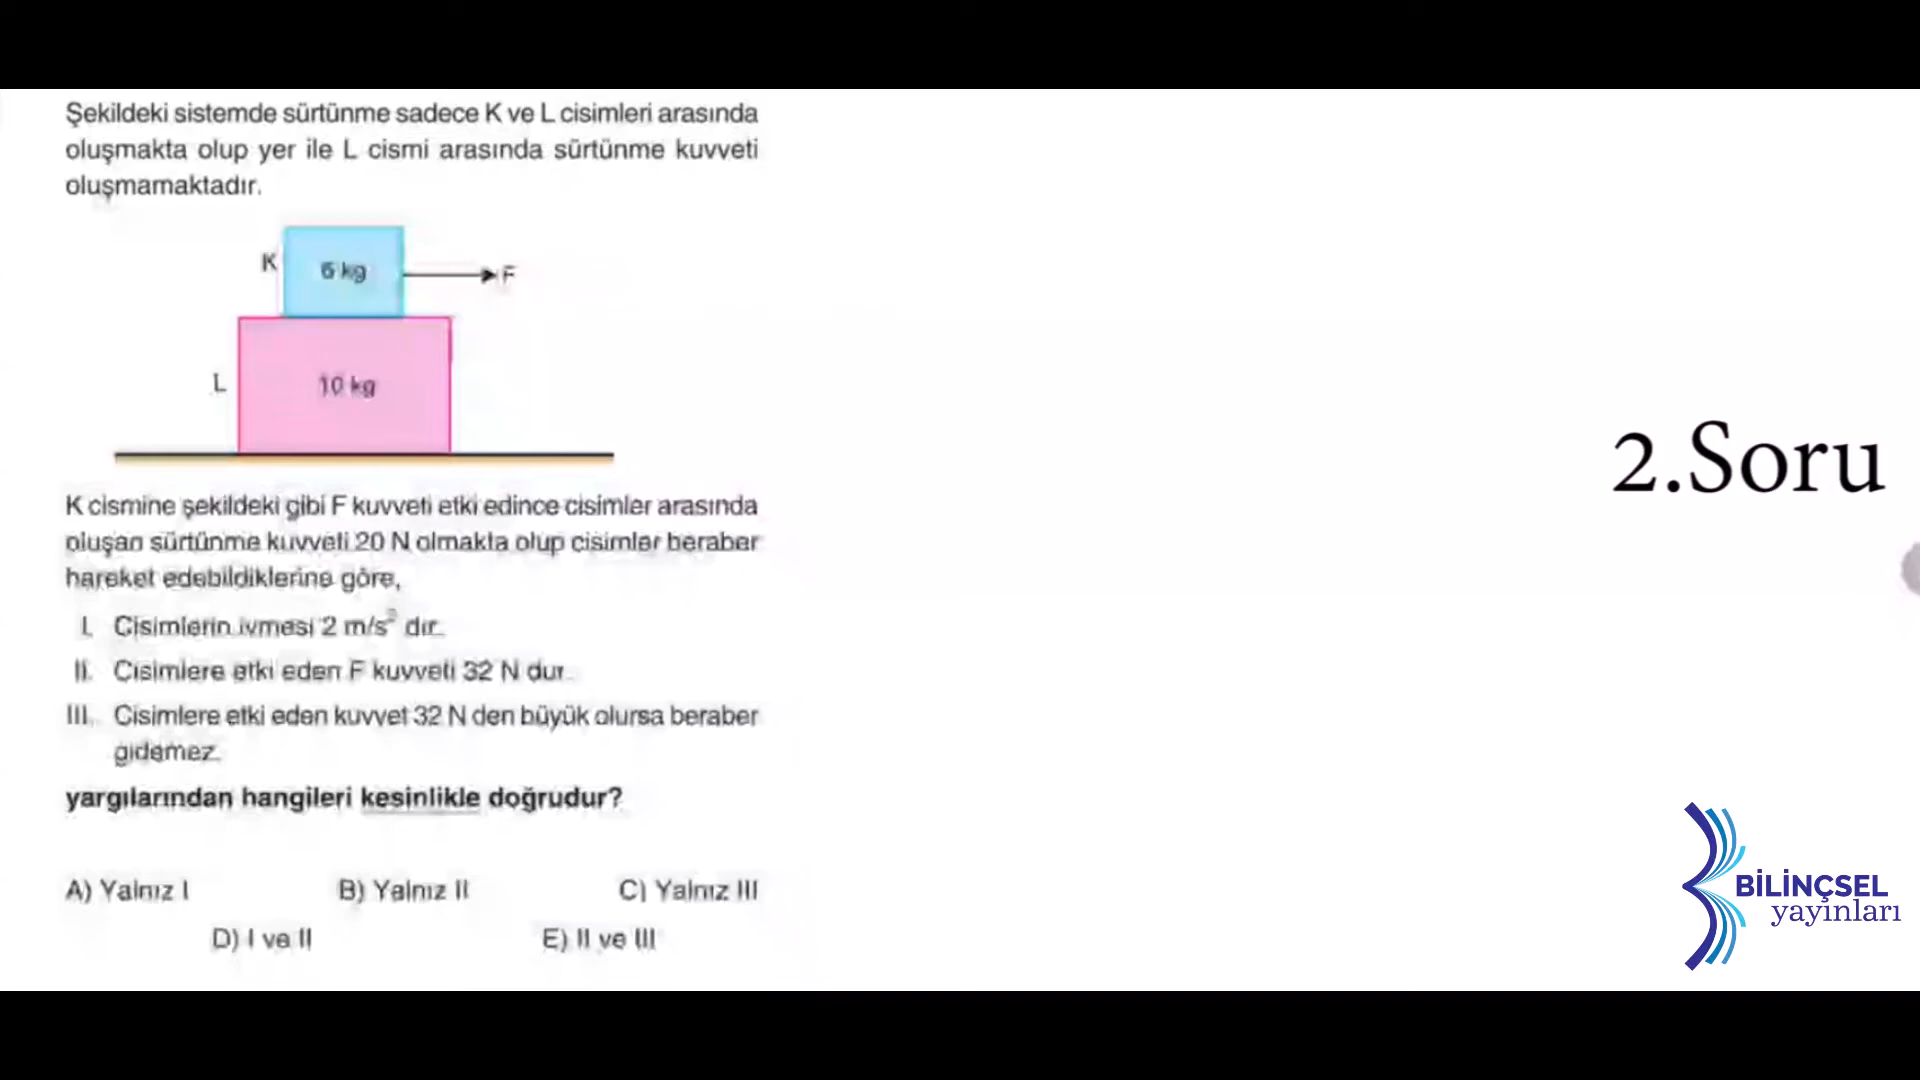 Şekildeki sistemde sürtünme sadece K ve L cisimleri arasında
oluşmakta olup yer ile L cismi arasında sürtünme kuvveti
oluşmamaktadır.
K
6 kg
F
L
10 kg
2.Soru
K cismine şekildeki gibi F kuvveti etki edince cisimler arasında
oluşan sürtünme kuvveti 20 N olmakta olup cisimler beraber
hareket edebildiklerine göre,
I. Cisimlerin ivmesi 2 m/s² dir.
II. Cisimlere etki eden F kuvveti 32 N dur.
III. Cisimlere etki eden kuvvet 32 N den büyük olursa beraber
gidemez.
yargılarından hangileri kesinlikle doğrudur?
A) Yalnız I
B) Yalnız II
C) Yalnız III
D) I ve II
E) II ve III
BİLİNÇSEL
yayınları